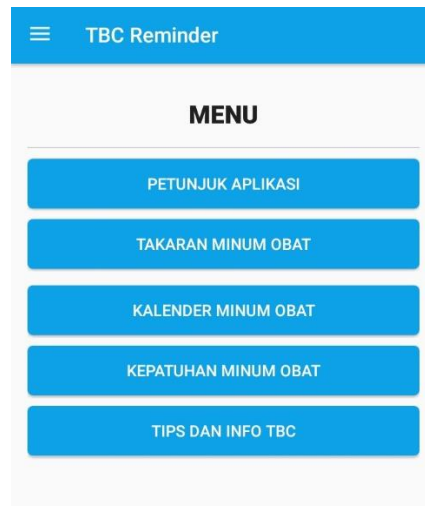 TBC Reminder
MENU
PETUNJUK APLIKASI
TAKARAN MINUM OBAT
KALENDER MINUM OBAT
KEPATUHAN MINUM OBAT
TIPS DAN INFO TBC